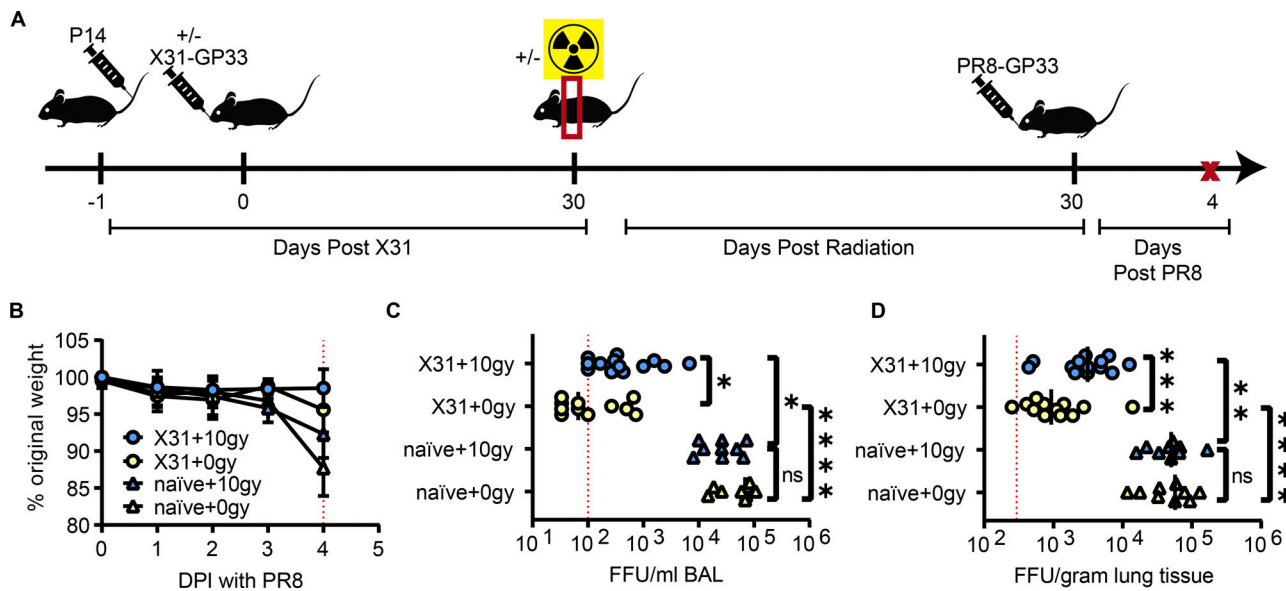 A
P14
+/-
X31-GP33
+/-
PR8-GP33
-1
0
30
30
4
Days Post X31
Days Post Radiation
Days
Post PR8
B
% original weight
105
100
95
90
85
80
0 1 2 3 4 5
X31+10gy
X31+0gy
naïve+10gy
naïve+0gy
DPI with PR8
C
X31+10gy
X31+0gy
naïve+10gy
naïve+0gy
*
**
ns
****
10^1 10^2 10^3 10^4 10^5 10^6
FFU/ml BAL
D
X31+10gy
X31+0gy
naïve+10gy
naïve+0gy
***
**
ns
****
10^2 10^3 10^4 10^5 10^6
FFU/gram lung tissue